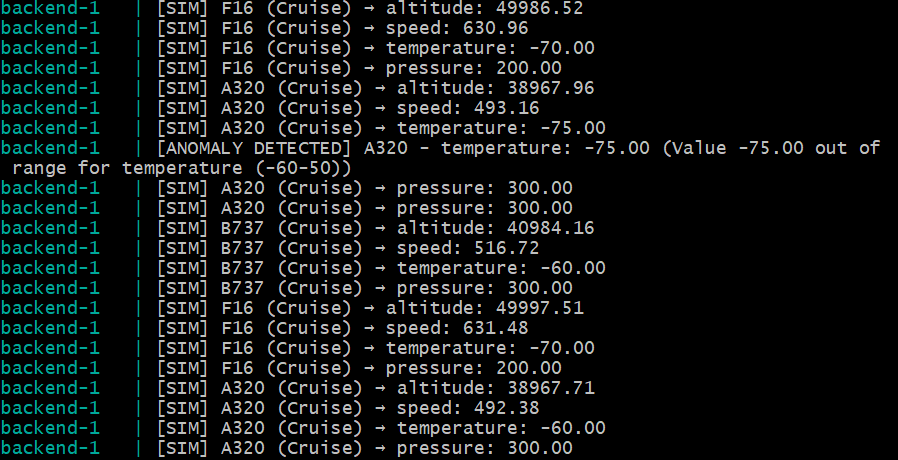 backend-1   | [SIM] F16 (Cruise) → altitude: 49986.52
backend-1   | [SIM] F16 (Cruise) → speed: 630.96
backend-1   | [SIM] F16 (Cruise) → temperature: -70.00
backend-1   | [SIM] F16 (Cruise) → pressure: 200.00
backend-1   | [SIM] A320 (Cruise) → altitude: 38967.96
backend-1   | [SIM] A320 (Cruise) → speed: 493.16
backend-1   | [SIM] A320 (Cruise) → temperature: -75.00
backend-1   | [ANOMALY DETECTED] A320 - temperature: -75.00 (Value -75.00 out of
 range for temperature (-60-50))
backend-1   | [SIM] A320 (Cruise) → pressure: 300.00
backend-1   | [SIM] A320 (Cruise) → pressure: 300.00
backend-1   | [SIM] B737 (Cruise) → altitude: 40984.16
backend-1   | [SIM] B737 (Cruise) → speed: 516.72
backend-1   | [SIM] B737 (Cruise) → temperature: -60.00
backend-1   | [SIM] B737 (Cruise) → pressure: 300.00
backend-1   | [SIM] F16 (Cruise) → altitude: 49997.51
backend-1   | [SIM] F16 (Cruise) → speed: 631.48
backend-1   | [SIM] F16 (Cruise) → temperature: -70.00
backend-1   | [SIM] F16 (Cruise) → pressure: 200.00
backend-1   | [SIM] A320 (Cruise) → altitude: 38967.71
backend-1   | [SIM] A320 (Cruise) → speed: 492.38
backend-1   | [SIM] A320 (Cruise) → temperature: -60.00
backend-1   | [SIM] A320 (Cruise) → pressure: 300.00